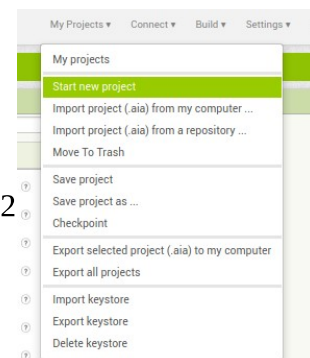 My Projects ▾ Connect ▾ Build ▾ Settings ▾
My projects
Start new project
Import project (.aia) from my computer ...
Import project (.aia) from a repository ...
Move To Trash
Save project
2
Save project as ...
Checkpoint
Export selected project (.aia) to my computer
Export all projects
Import keystore
Export keystore
Delete keystore